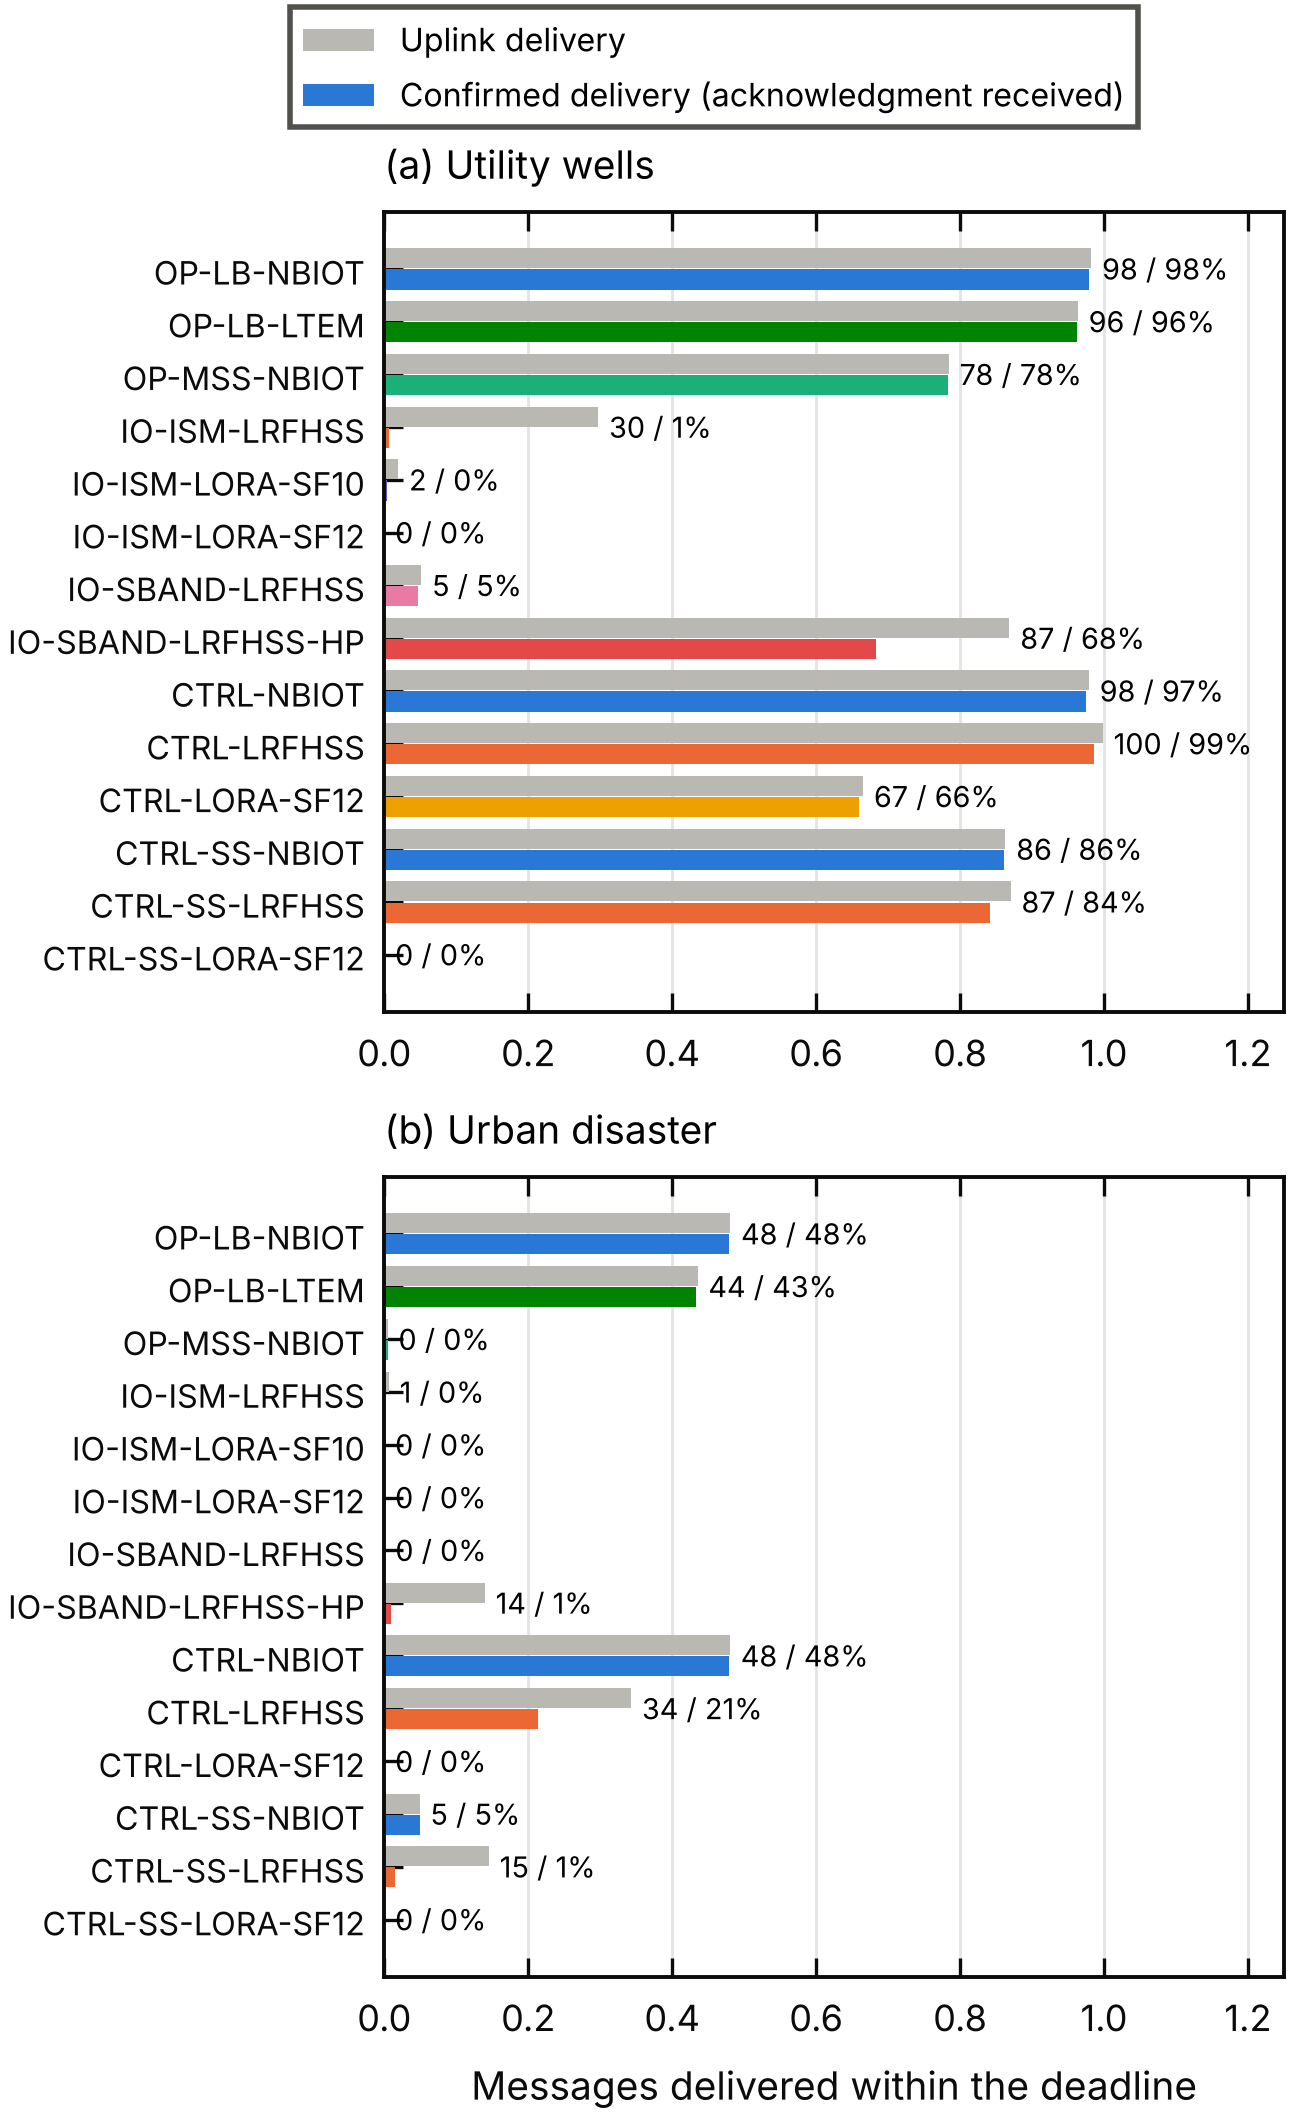 Uplink delivery
Confirmed delivery (acknowledgment received)
(a) Utility wells
OP-LB-NBIOT 98 / 98%
OP-LB-LTEM 96 / 96%
OP-MSS-NBIOT 78 / 78%
IO-ISM-LRFHSS 30 / 1%
IO-ISM-LORA-SF10 2 / 0%
IO-ISM-LORA-SF12 0 / 0%
IO-SBAND-LRFHSS 5 / 5%
IO-SBAND-LRFHSS-HP 87 / 68%
CTRL-NBIOT 98 / 97%
CTRL-LRFHSS 100 / 99%
CTRL-LORA-SF12 67 / 66%
CTRL-SS-NBIOT 86 / 86%
CTRL-SS-LRFHSS 87 / 84%
CTRL-SS-LORA-SF12 0 / 0%
0.0 0.2 0.4 0.6 0.8 1.0 1.2
(b) Urban disaster
OP-LB-NBIOT 48 / 48%
OP-LB-LTEM 44 / 43%
OP-MSS-NBIOT 0 / 0%
IO-ISM-LRFHSS 1 / 0%
IO-ISM-LORA-SF10 0 / 0%
IO-ISM-LORA-SF12 0 / 0%
IO-SBAND-LRFHSS 0 / 0%
IO-SBAND-LRFHSS-HP 14 / 1%
CTRL-NBIOT 48 / 48%
CTRL-LRFHSS 34 / 21%
CTRL-LORA-SF12 0 / 0%
CTRL-SS-NBIOT 5 / 5%
CTRL-SS-LRFHSS 15 / 1%
CTRL-SS-LORA-SF12 0 / 0%
0.0 0.2 0.4 0.6 0.8 1.0 1.2
Messages delivered within the deadline